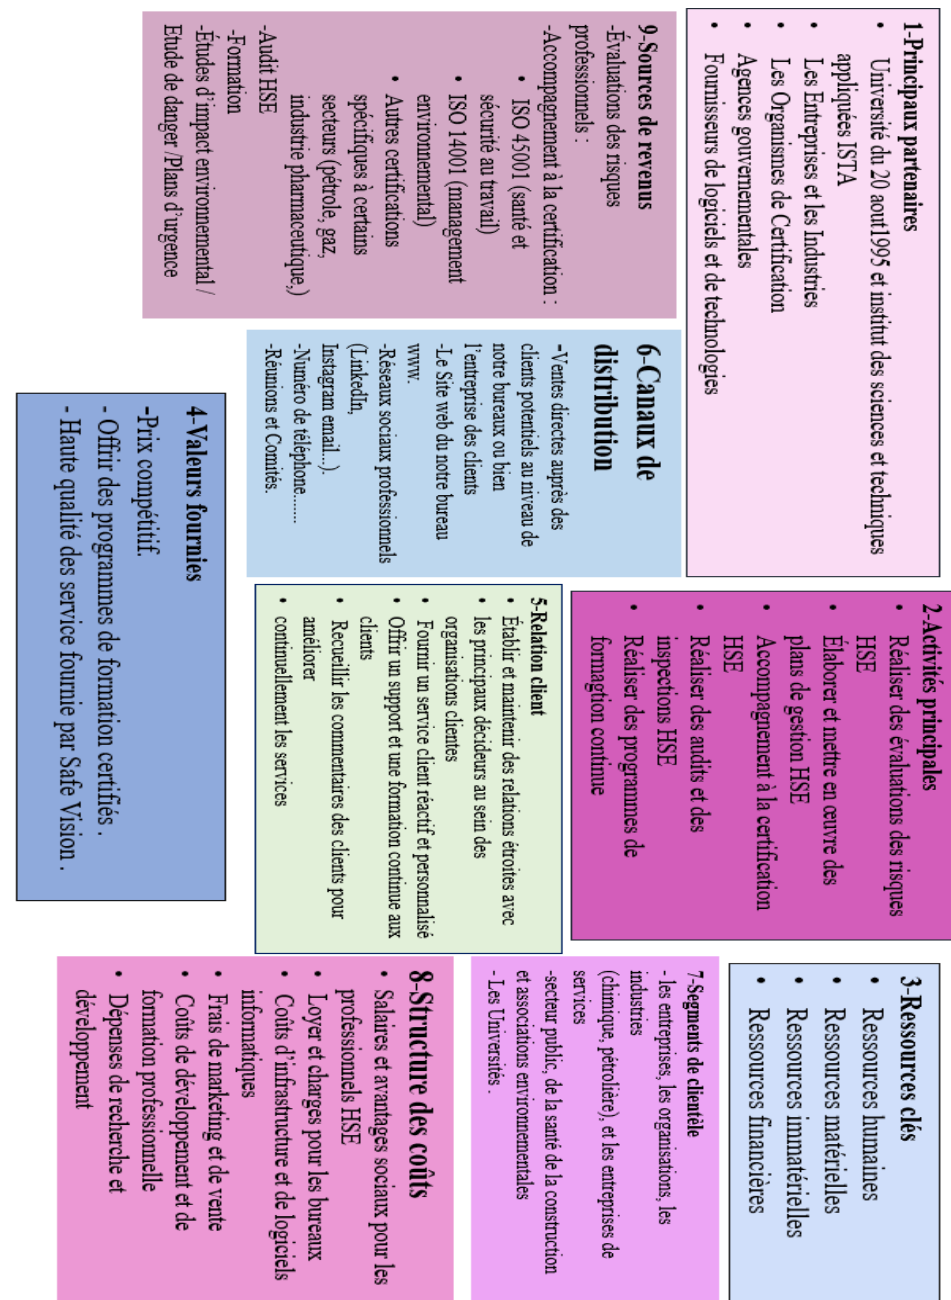 1-Principaux partenaires
• Université du 20 aout1995 et institut des sciences et techniques
appliquées ISTA
• Les Entreprises et les Industries
• Les Organismes de Certification
• Agences gouvernementales
• Fournisseurs de logiciels et de technologies
2-Activités principales
• Réaliser des évaluations des risques
HSE
• Élaborer et mettre en œuvre des
plans de gestion HSE
• Accompagnement à la certification
HSE
• Réaliser des audits et des
inspections HSE
• Réaliser des programmes de
formagtion continue
3-Ressources clés
• Ressources humaines
• Ressources matérielles
• Ressources immatérielles
• Ressources financières
9-Sources de revenus
-Évaluations des risques
professionnels :
-Accompagnement à la certification :
• ISO 45001 (santé et
sécurité au travail)
• ISO 14001 (management
environnemental)
• Autres certifications
spécifiques à certains
secteurs (pétrole, gaz,
industrie pharmaceutique,)
-Audit HSE
-Formation
-Études d'impact environnemental /
Etude de danger /Plans d'urgence
6-Canaux de
distribution
-Ventes directes auprès des
clients potentiels au niveau de
notre bureaux ou bien
l'entreprise des clients
-Le Site web du notre bureau
www.
-Réseaux sociaux professionnels
(LinkedIn,
Instagram email...).
-Numéro de téléphone.......
-Réunions et Comités.
5-Relation client
• Établir et maintenir des relations étroites avec
• les principaux décideurs au sein des
organisations clientes
• Fournir un service client réactif et personnalisé
• Offrir un support et une formation continue aux
clients
• Recueillir les commentaires des clients pour
améliorer
• continuellement les services
7-Segments de clientèle
- les entreprises, les organisations, les
industries
(chimique, pétrolière), et les entreprises de
services
-secteur public, de la santé de la construction
et associations environnementales
- Les Universités .
4-Valeurs fournies
-Prix compétitif.
- Offrir des programmes de formation certifiés .
- Haute qualité des service fournie par Safe Vision .
8-Structure des coûts
• Salaires et avantages sociaux pour les
professionnels HSE
• Loyer et charges pour les bureaux
• Coûts d'infrastructure et de logiciels
informatiques
• Frais de marketing et de vente
• Coûts de développement et de
formation professionnelle
• Dépenses de recherche et
développement